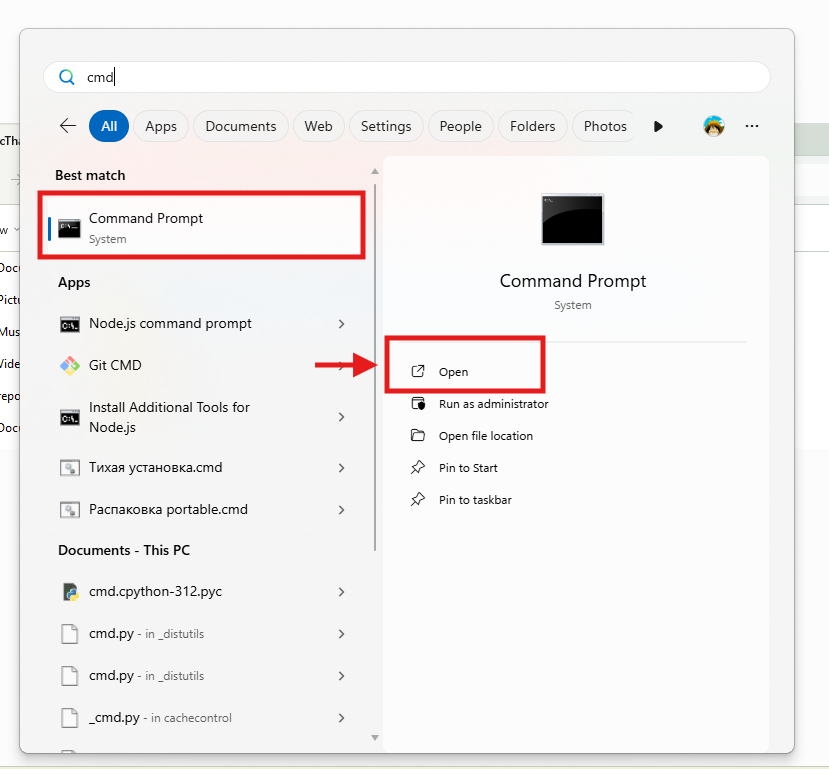 cmd
All
Apps
Documents
Web
Settings
People
Folders
Photos
Best match
Command Prompt
System
Apps
Node.js command prompt
Git CMD
Install Additional Tools for
Node.js
Тихая установка.cmd
Распаковка portable.cmd
Documents - This PC
cmd.cpython-312.pyc
cmd.py - in _distutils
cmd.py - in _distutils
_cmd.py - in cachecontrol
Command Prompt
System
Open
Run as administrator
Open file location
Pin to Start
Pin to taskbar